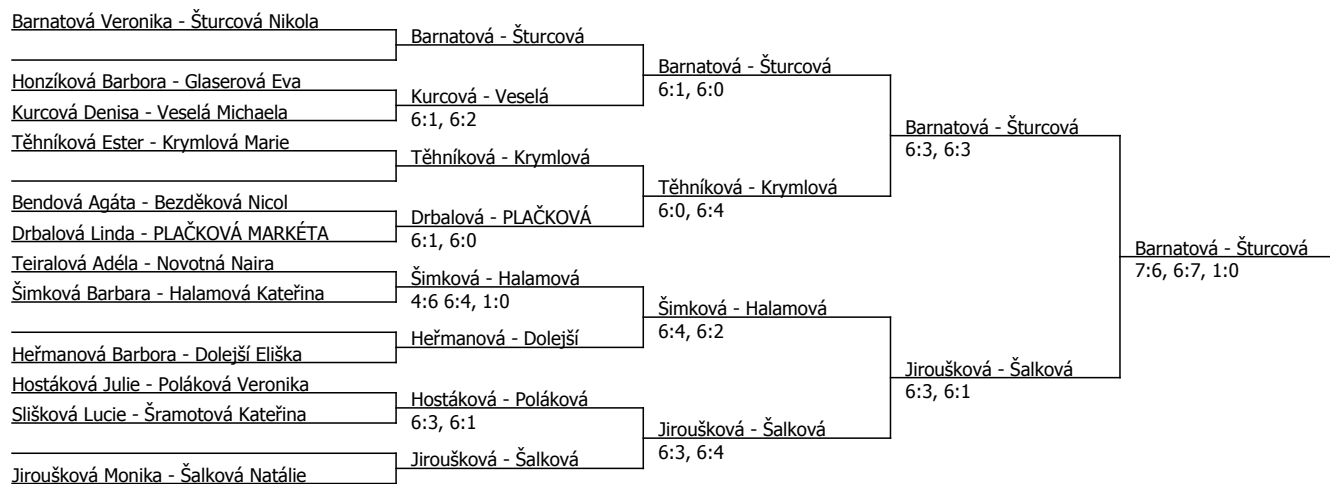 Barnatová Veronika - Šturcová Nikola
Honzíková Barbora - Glaserová Eva
Kurcová Denisa - Veselá Michaela
Těhníková Ester - Krymlová Marie
Bendová Agáta - Bezděková Nicol
Drbalová Linda - PLAČKOVÁ MARKÉTA
Teiralová Adéla - Novotná Naira
Šimková Barbara - Halamová Kateřina
Heřmanová Barbora - Dolejší Eliška
Hostáková Julie - Poláková Veronika
Slišková Lucie - Šramotová Kateřina
Jiroušková Monika - Šalková Natálie
Barnatová - Šturcová
Kurcová - Veselá
6:1, 6:2
Těhníková - Krymlová
Drbalová - PLAČKOVÁ
6:1, 6:0
Šimková - Halamová
4:6 6:4, 1:0
Heřmanová - Dolejší
Hostáková - Poláková
6:3, 6:1
Jiroušková - Šalková
Barnatová - Šturcová
6:1, 6:0
Těhníková - Krymlová
6:0, 6:4
Šimková - Halamová
6:4, 6:2
Jiroušková - Šalková
6:3, 6:4
Barnatová - Šturcová
6:3, 6:3
Jiroušková - Šalková
6:3, 6:1
Barnatová - Šturcová
7:6, 6:7, 1:0